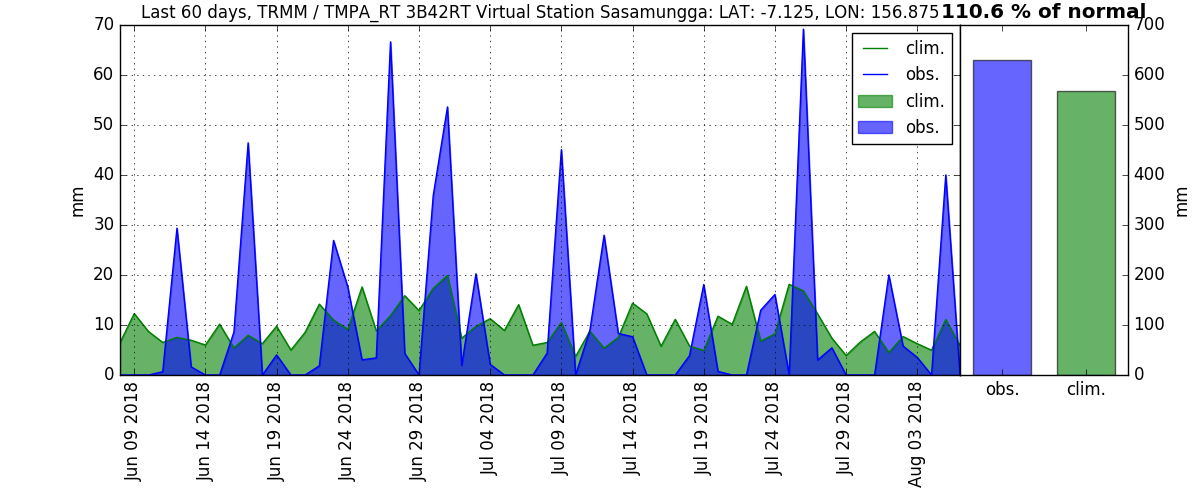 Last 60 days, TRMM / TMPA_RT 3B42RT Virtual Station Sasamungga: LAT: -7.125, LON: 156.875
110.6 % of normal
70
60
50
40
30
20
10
0
mm
clim.
obs.
clim.
obs.
700
600
500
400
300
200
100
0
mm
obs.
clim.
Jun 09 2018
Jun 14 2018
Jun 19 2018
Jun 24 2018
Jun 29 2018
Jul 04 2018
Jul 09 2018
Jul 14 2018
Jul 19 2018
Jul 24 2018
Jul 29 2018
Aug 03 2018